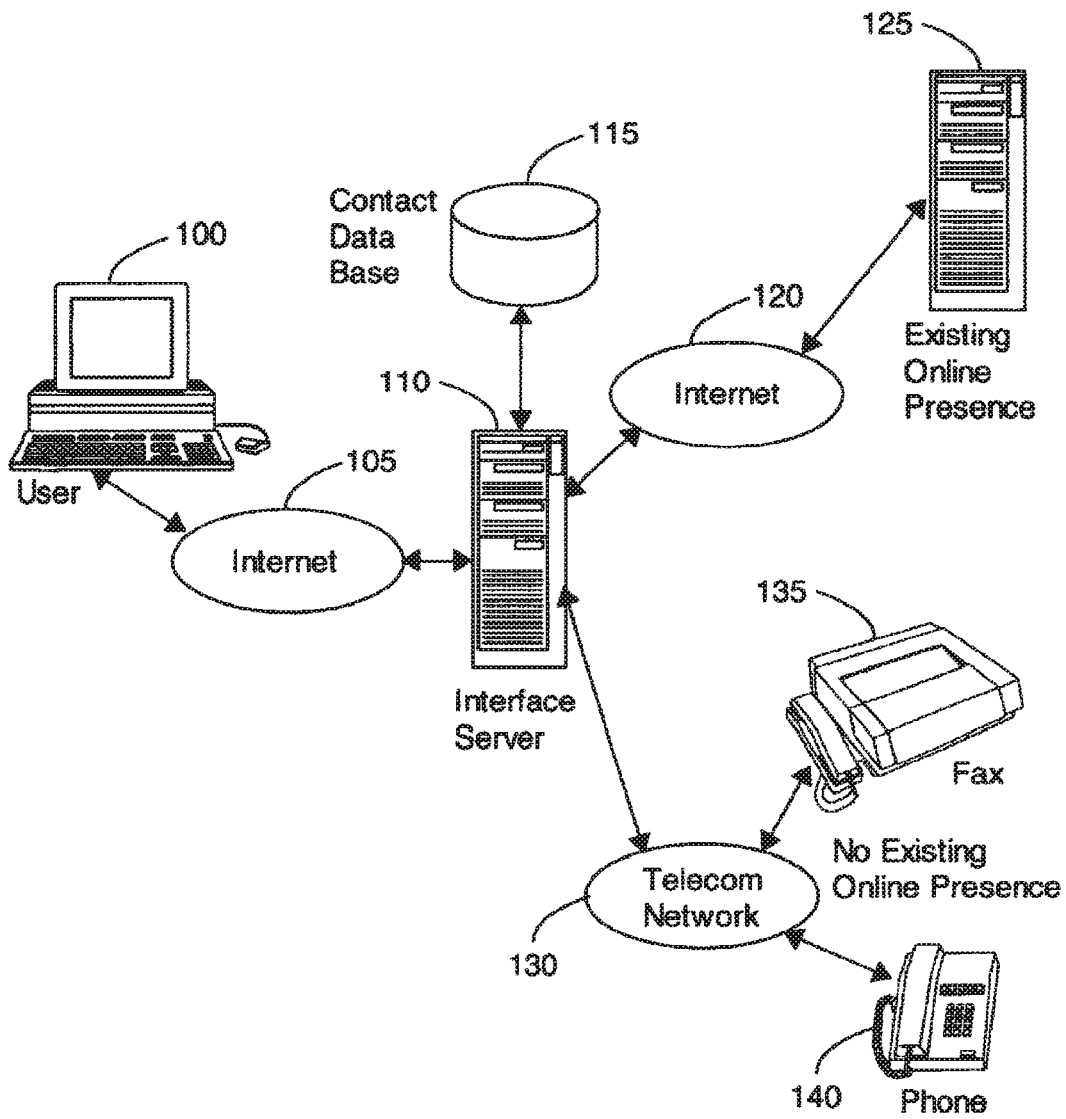 125
115
Contact
Data
Base
100
120
Existing
Online
Presence
Internet
110
105
User
Internet
135
Interface
Server
Fax
No Existing
Online Presence
Telecom
Network
130
140
Phone